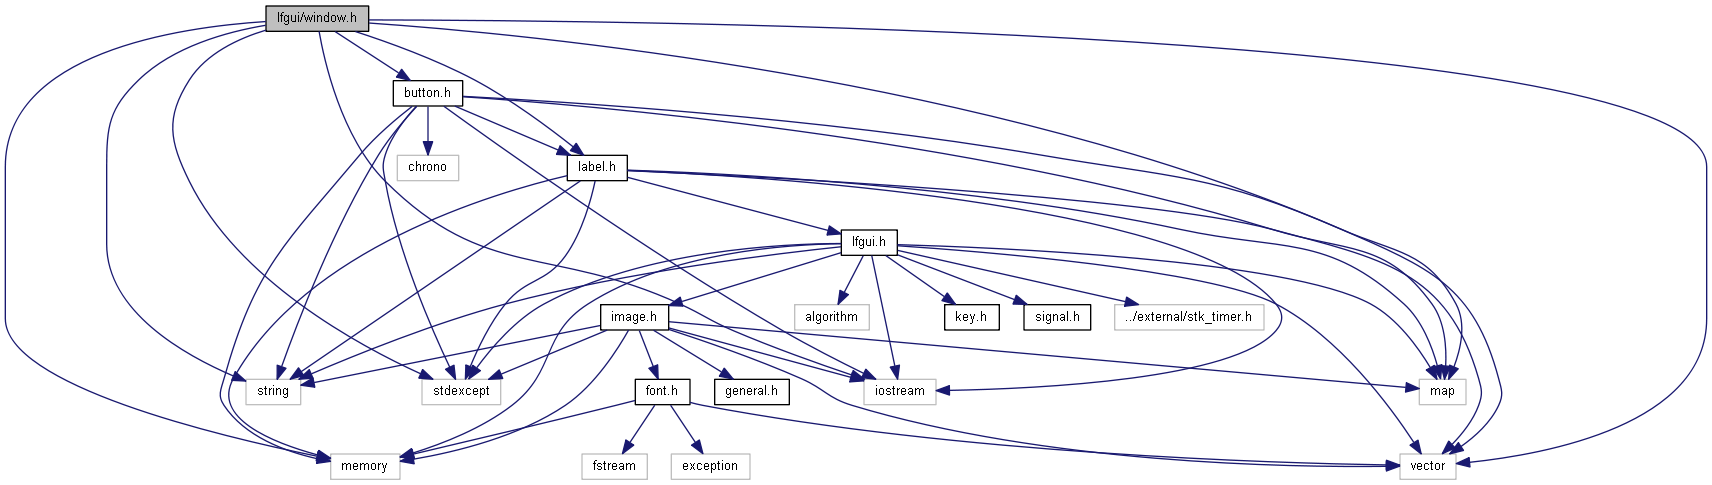 lfgui/window.h
button.h
chrono
label.h
lfgui.h
image.h
algorithm
key.h
signal.h
../external/stk_timer.h
string
stdexcept
font.h
general.h
iostream
map
memory
fstream
exception
vector